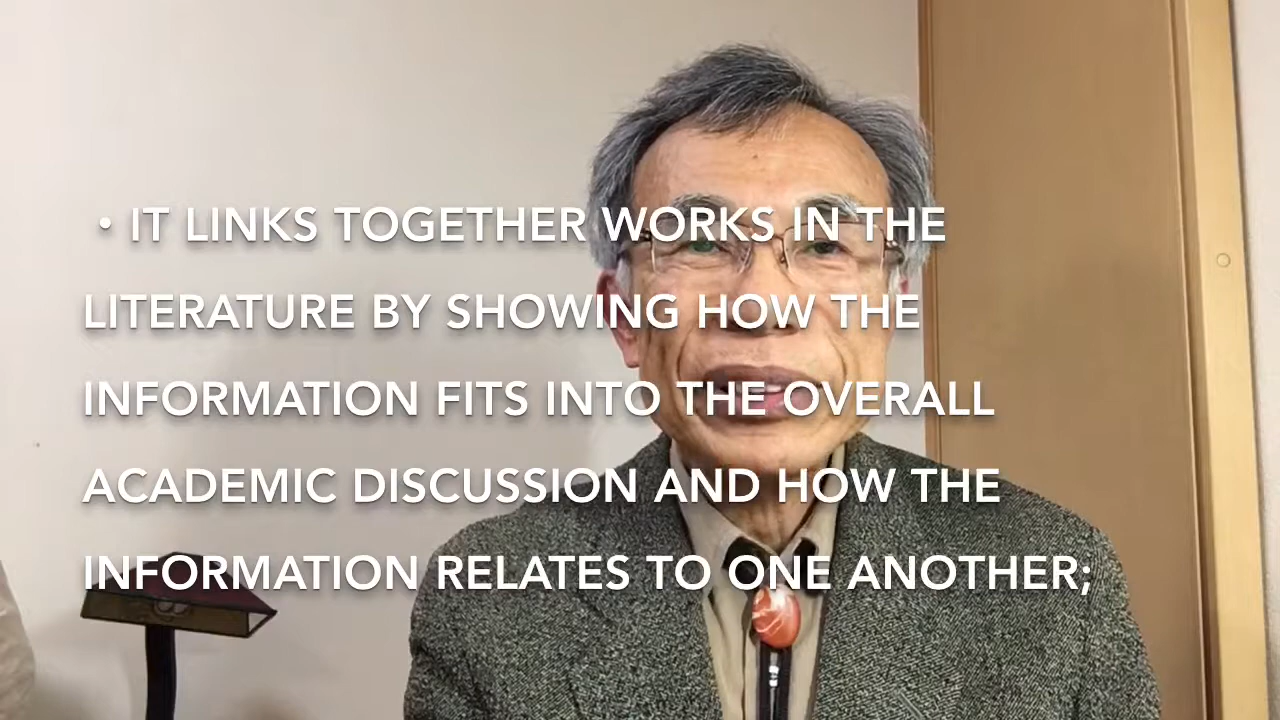 • IT LINKS TOGETHER WORKS IN THE
LITERATURE BY SHOWING HOW THE
INFORMATION FITS INTO THE OVERALL
ACADEMIC DISCUSSION AND HOW THE
INFORMATION RELATES TO ONE ANOTHER;